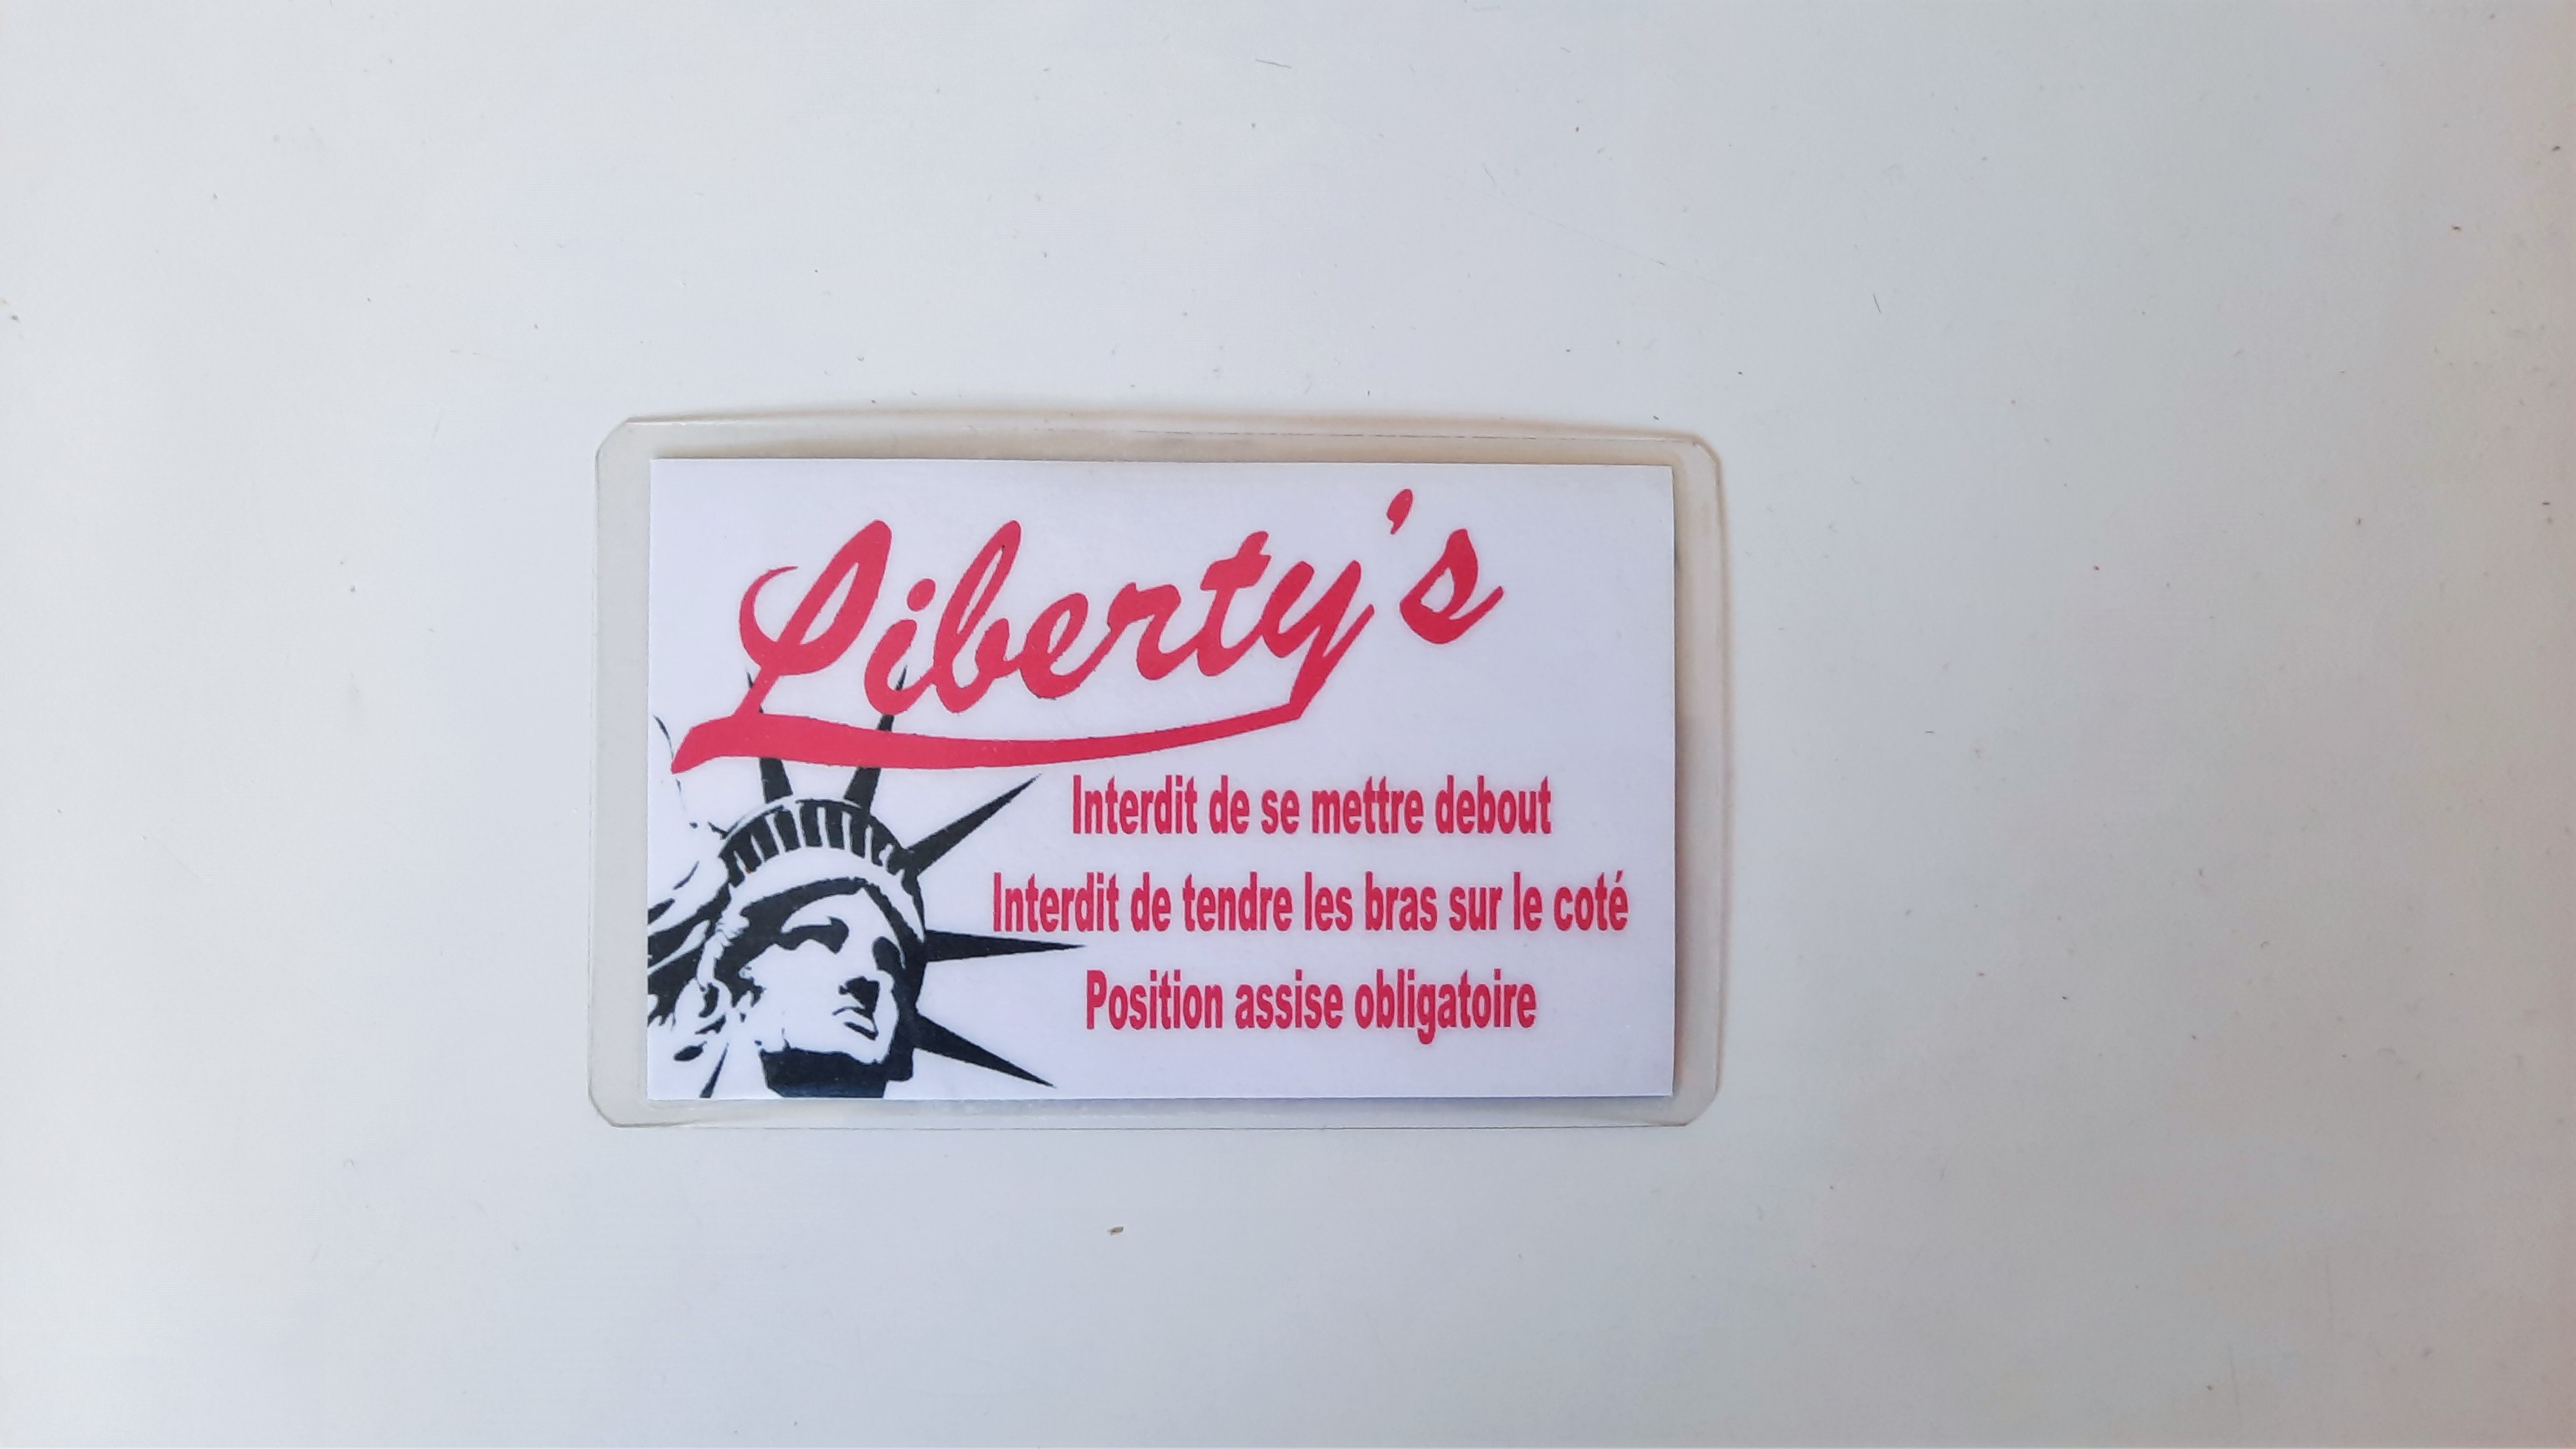 Liberty's
Interdit de se mettre debout
Interdit de tendre les bras sur le coté
Position assise obligatoire